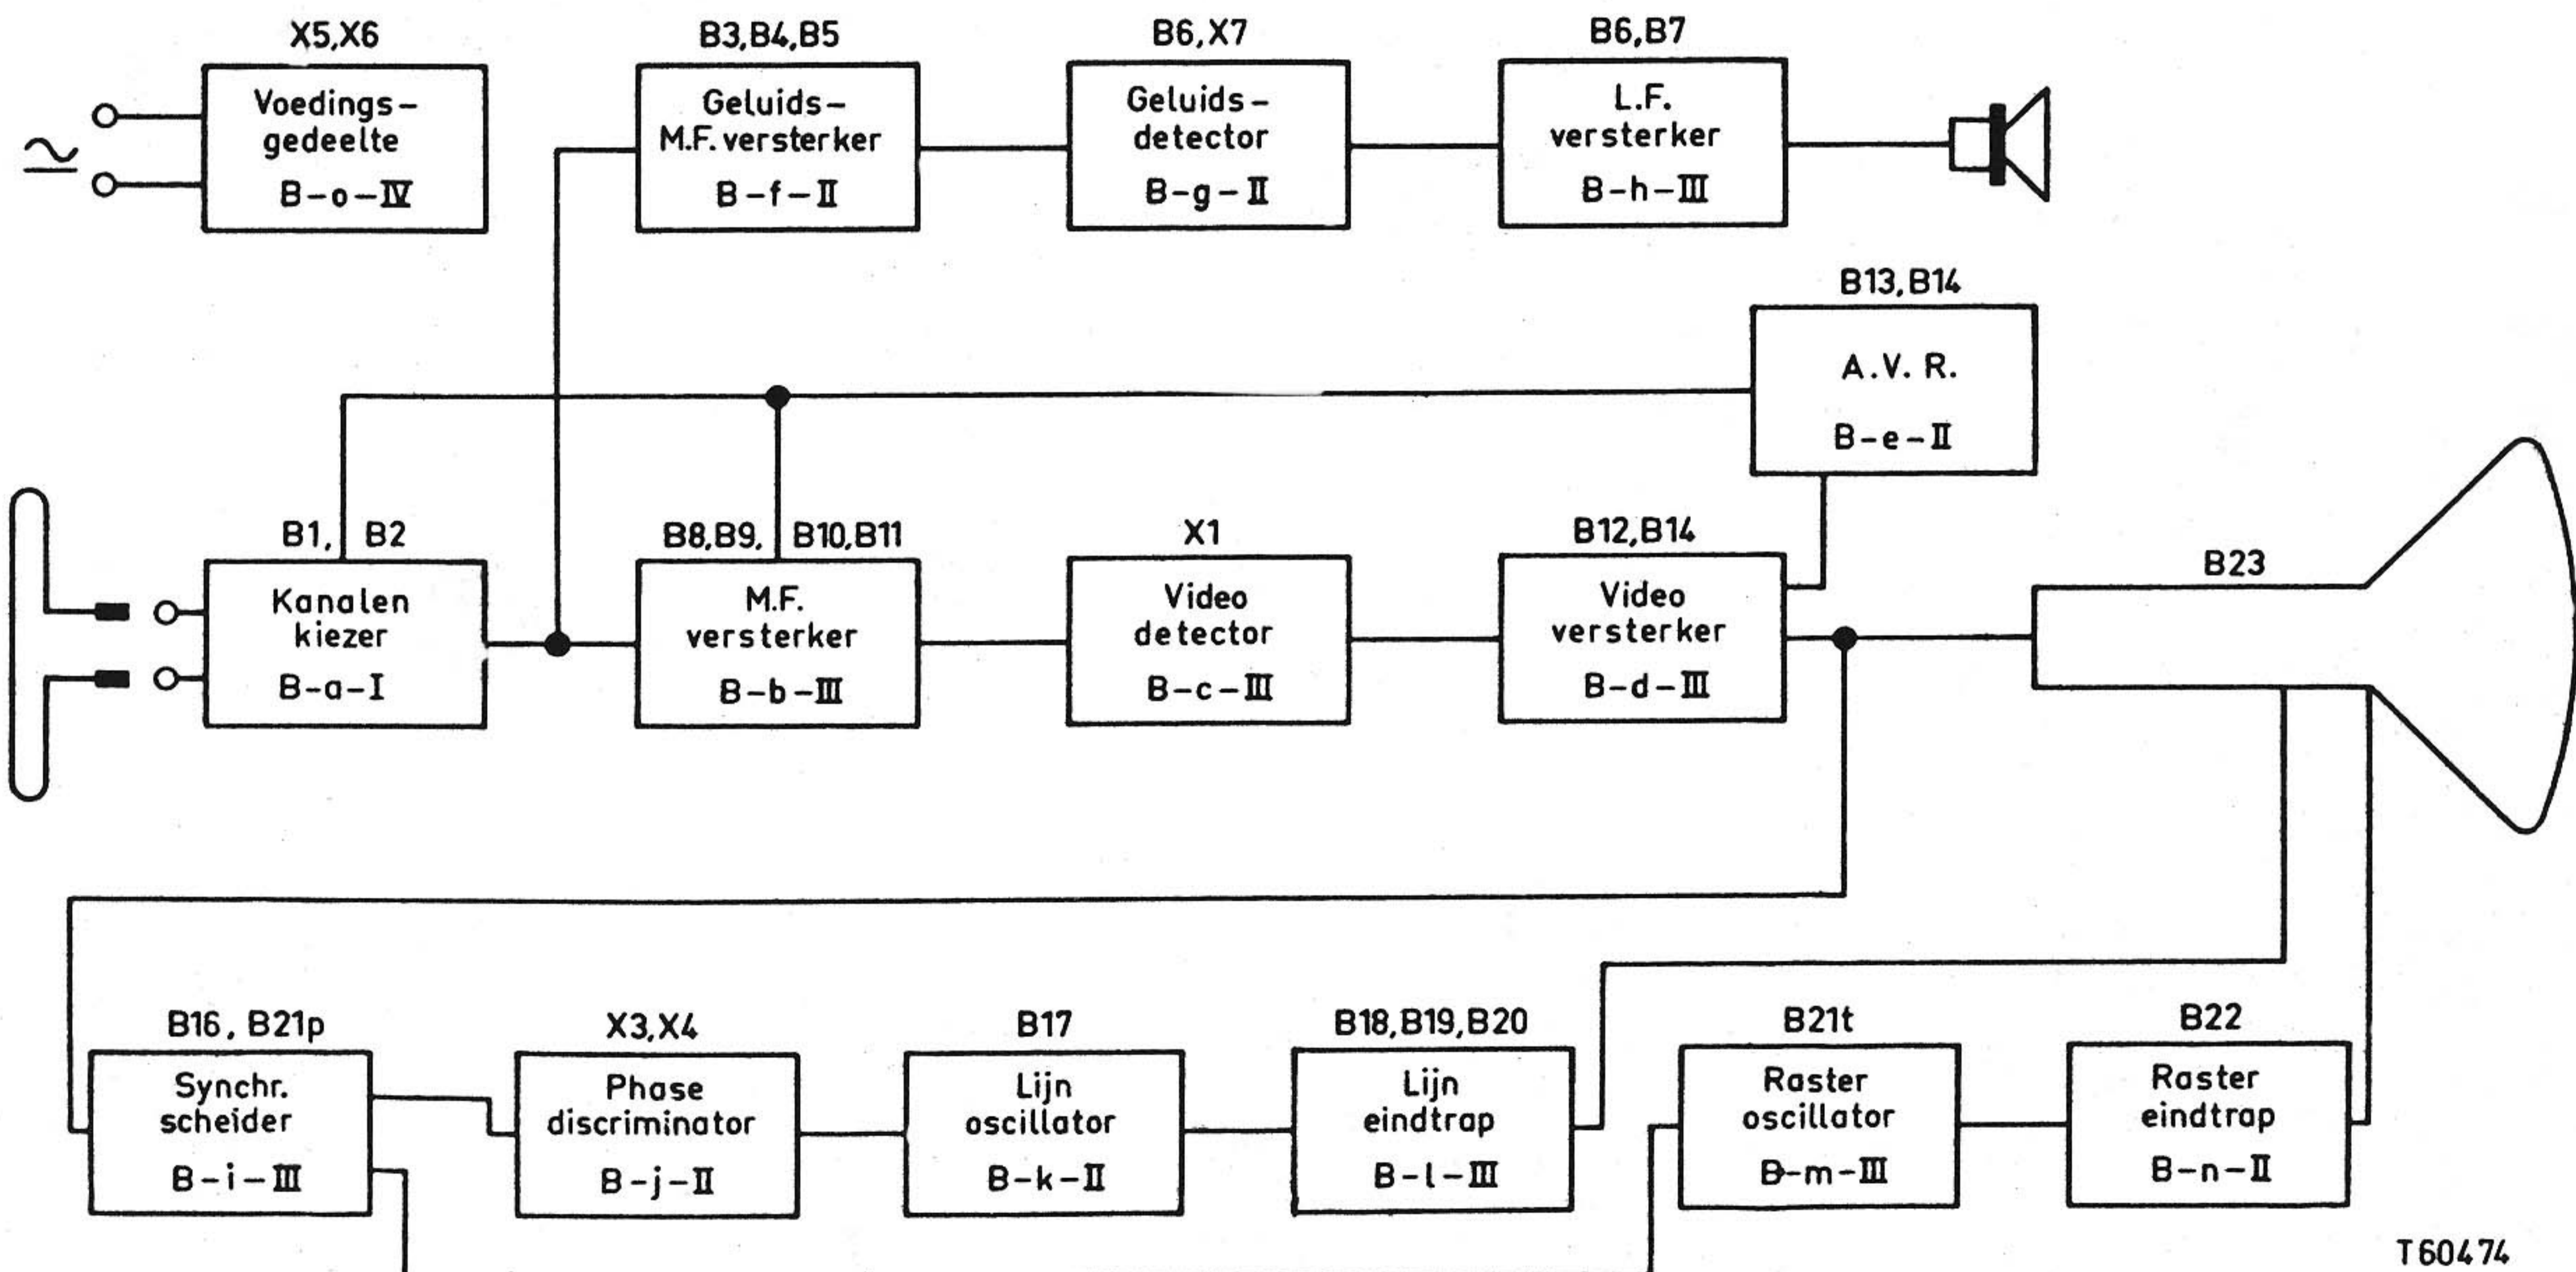 X5,X6
Voedings-
gedeelte
B-o-IV
B3,B4,B5
Geluids-
M.F. versterker
B-f-II
B6,X7
Geluids-
detector
B-g-II
B6,B7
L.F.
versterker
B-h-III
B13,B14
A.V.R.
B-e-II
B1, B2
Kanalen
kiezer
B-a-I
B8,B9, B10,B11
M.F.
versterker
B-b-III
X1
Video
detector
B-c-III
B12,B14
Video
versterker
B-d-III
B23
B16, B21p
Synchr.
scheider
B-i-III
X3,X4
Phase
discriminator
B-j-II
B17
Lijn
oscillator
B-k-II
B18,B19,B20
Lijn
eindtrap
B-l-III
B21t
Raster
oscillator
B-m-III
B22
Raster
eindtrap
B-n-II
T60474